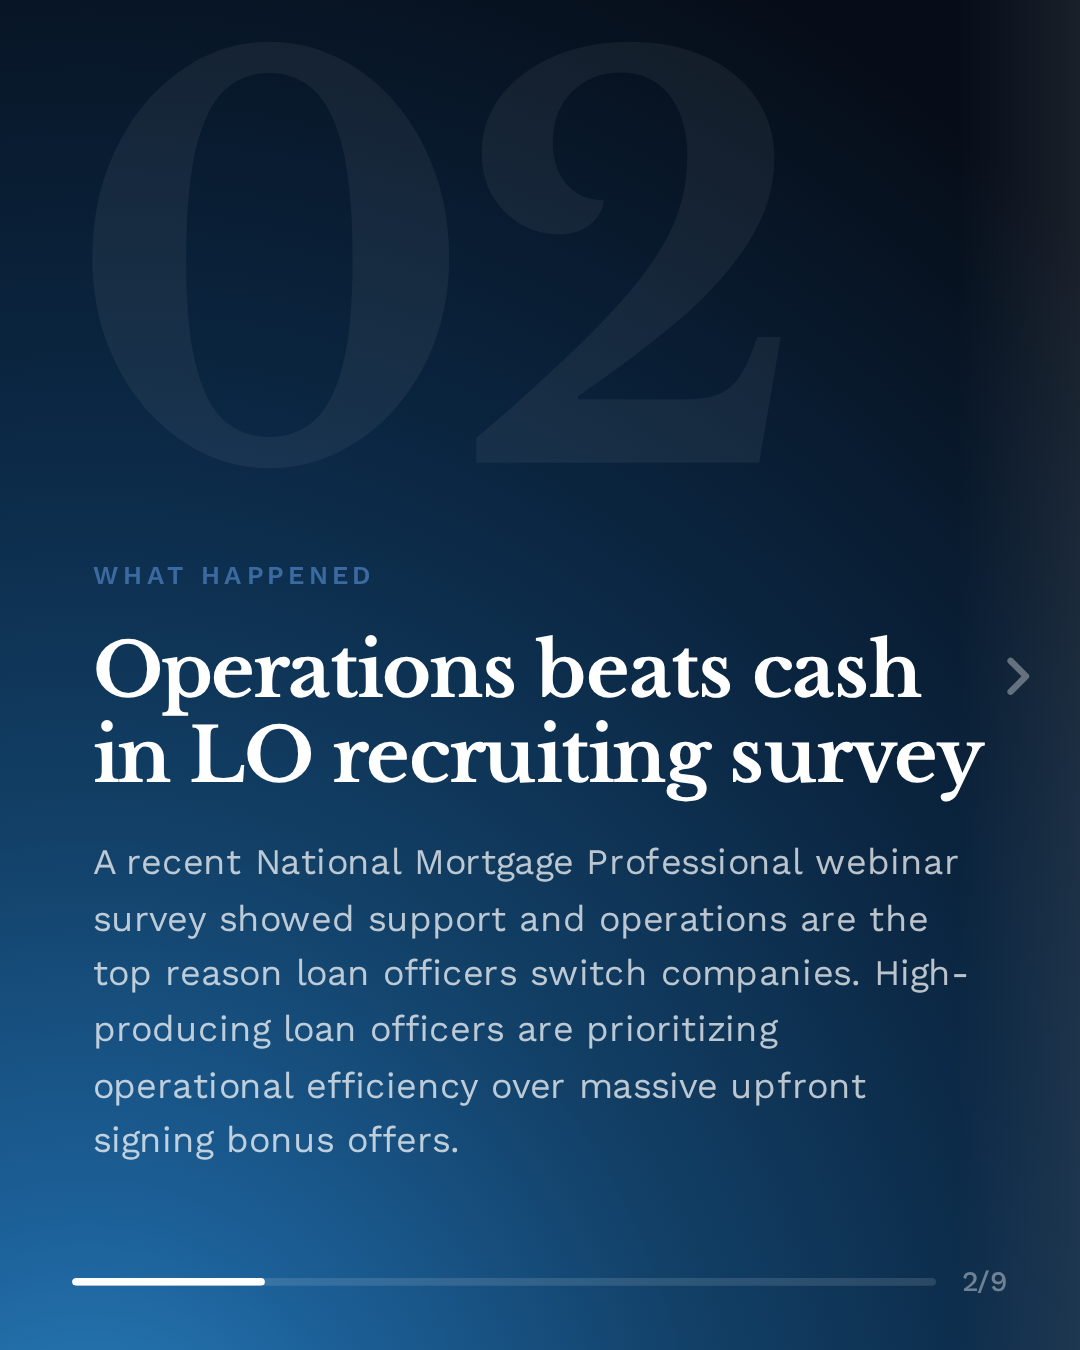 02
WHAT HAPPENED
Operations beats cash
in LO recruiting survey
A recent National Mortgage Professional webinar
survey showed support and operations are the
top reason loan officers switch companies. High-
producing loan officers are prioritizing
operational efficiency over massive upfront
signing bonus offers.
2/9